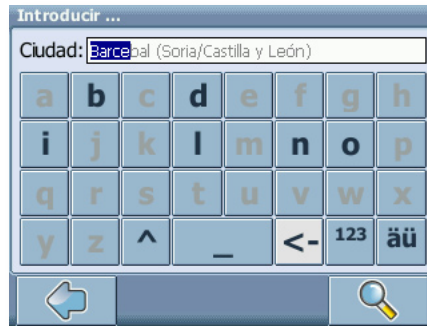 Introducir ...
Ciudad: Barcebal (Soria/Castilla y León)
a b c d e f g h
i j k l m n o p
q r s t u v w x
y z ^ _ <- 123 äü